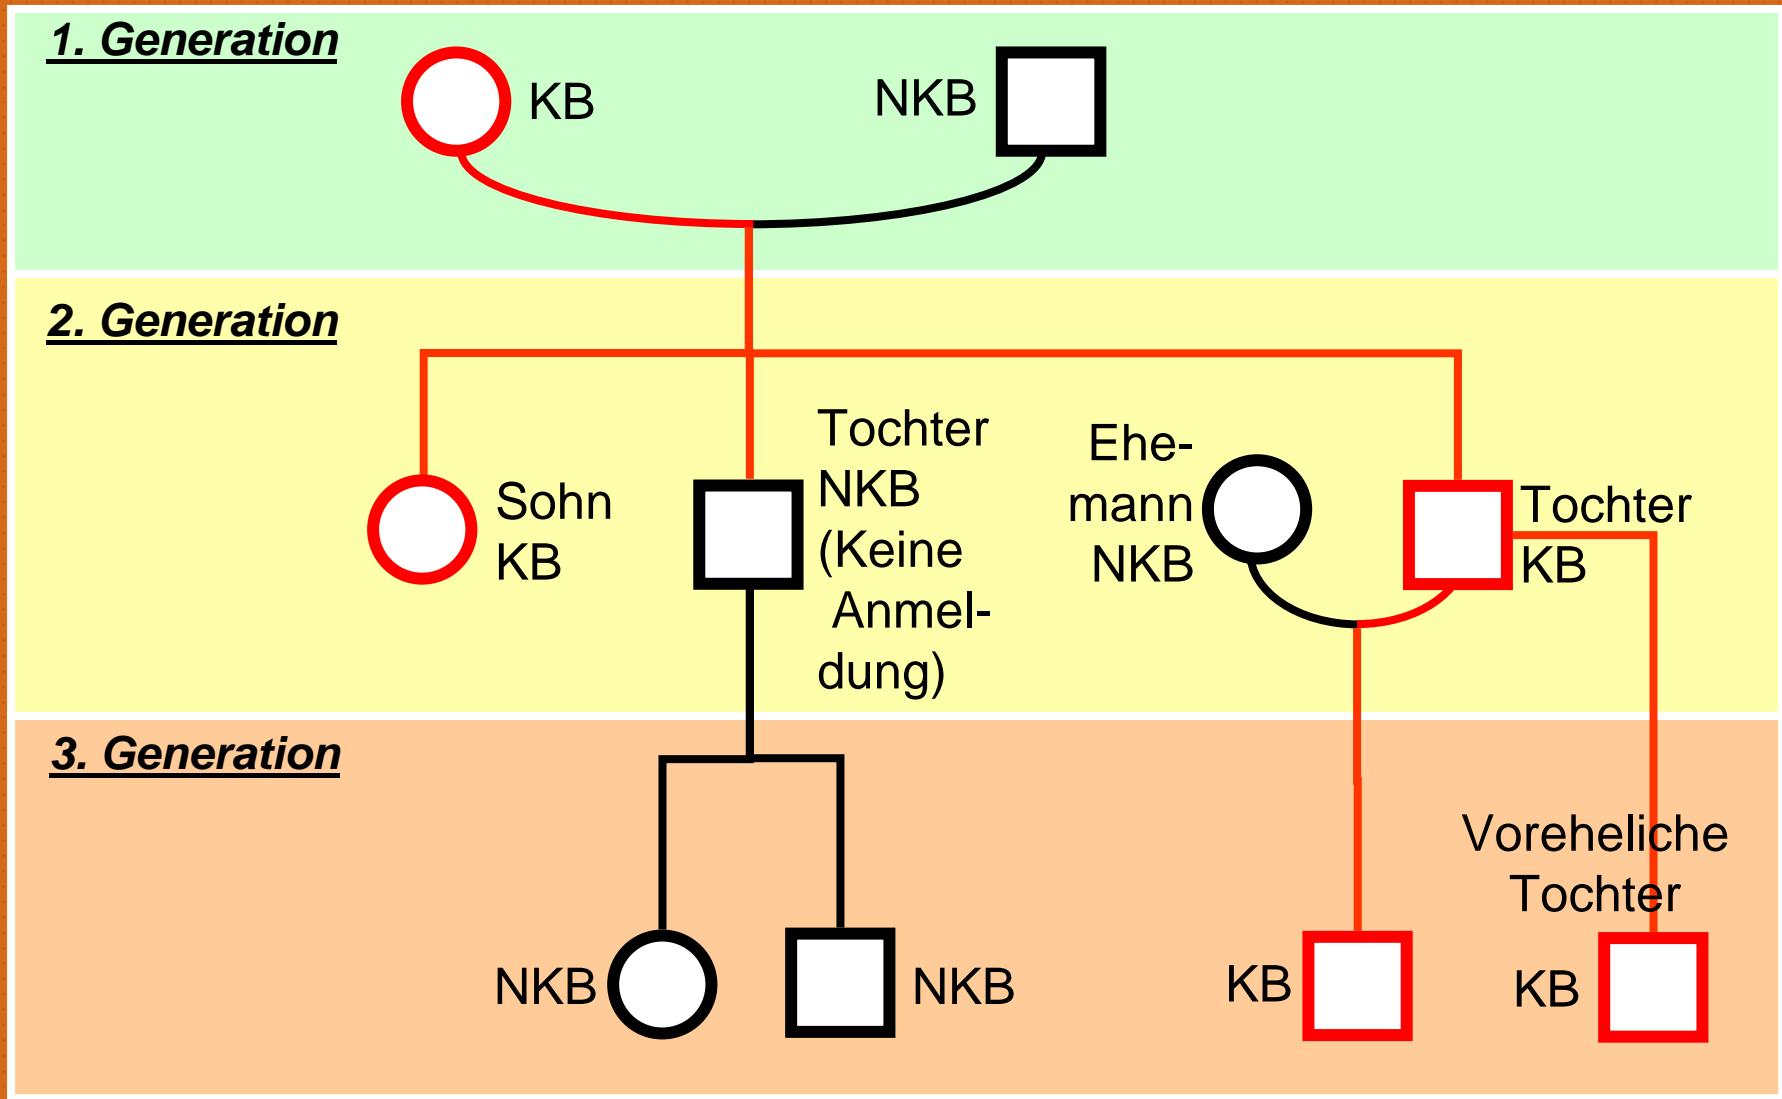 1. Generation
KB
NKB
2. Generation
Sohn
KB
Tochter
NKB
(Keine
Anmel-
dung)
Ehe-
mann
NKB
Tochter
KB
3. Generation
NKB
NKB
KB
Voreheliche
Tochter
KB